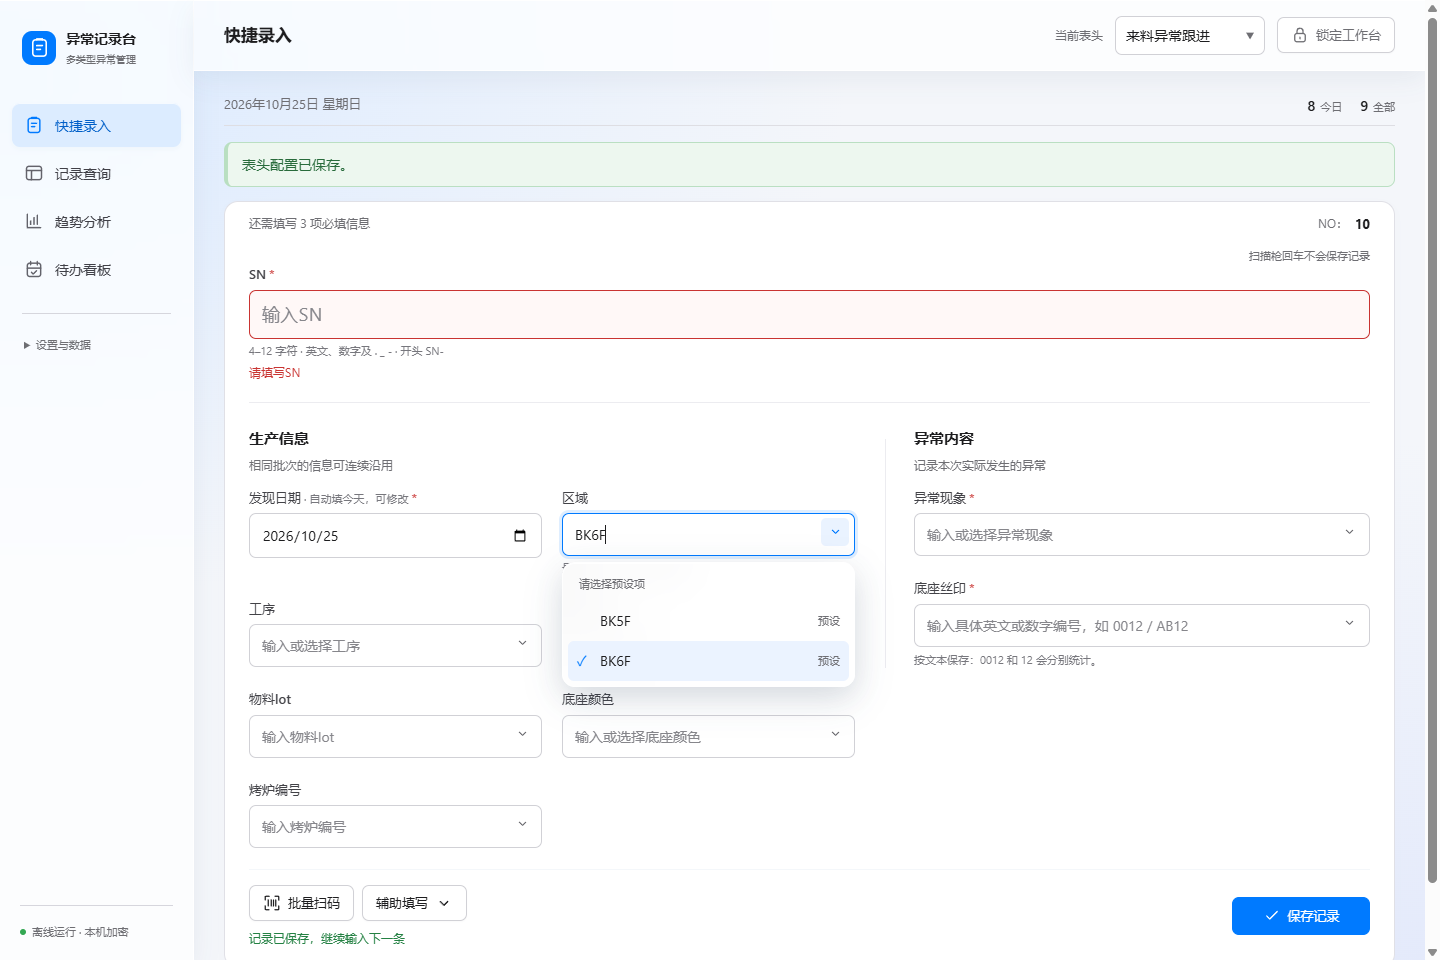 异常记录台
多类型异常管理
快捷录入
记录查询
趋势分析
待办看板
设置与数据
离线运行 · 本机加密
快捷录入
当前表头
来料异常跟进
锁定工作台
2026年10月25日 星期日
8 今日 9 全部
表头配置已保存。
还需填写 3 项必填信息
NO： 10
扫描枪回车不会保存记录
SN *
输入SN
4–12 字符 · 英文、数字及 . _ - · 开头 SN-
请填写SN
生产信息
相同批次的信息可连续沿用
发现日期 · 自动填今天，可修改 *
2026/10/25
区域
BK6F
请选择预设项
BK5F 预设
BK6F 预设
工序
输入或选择工序
物料lot
输入物料lot
底座颜色
输入或选择底座颜色
烤炉编号
输入烤炉编号
异常内容
记录本次实际发生的异常
异常现象 *
输入或选择异常现象
底座丝印 *
输入具体英文或数字编号，如 0012 / AB12
按文本保存：0012 和 12 会分别统计。
批量扫码
辅助填写
记录已保存，继续输入下一条
保存记录